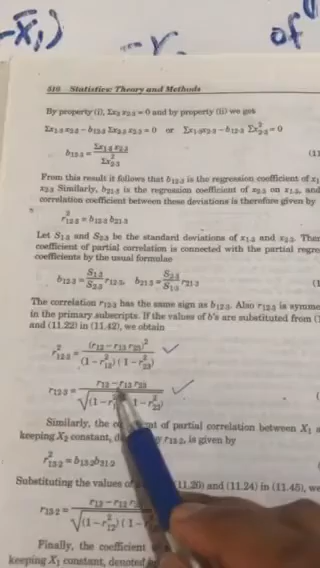 -x̄₁)
of
510 Statistics: Theory and Methods
By property (i), Σx₃ x₂.₃ = 0 and by property (ii) we get
Σx₁.₃ x₂.₃ − b₁₂.₃ Σx₂.₃ x₂.₃ = 0 or Σx₁.₃x₂.₃ − b₁₂.₃ Σx²₂.₃ = 0
b₁₂.₃ = Σx₁.₃ x₂.₃ / Σx²₂.₃ (11
From this result it follows that b₁₂.₃ is the regression coefficient of x₁
x₂.₃ Similarly, b₂₁.₃ is the regression coefficient of x₂.₃ on x₁.₃, and
correlation coefficient between these deviations is therefore given by
r²₁₂.₃ = b₁₂.₃ b₂₁.₃
Let S₁.₃ and S₂.₃ be the standard deviations of x₁.₃ and x₂.₃. Then
coefficient of partial correlation is connected with the partial regre
coefficients by the usual formulae
b₁₂.₃ = S₁.₃/S₂.₃ r₁₂.₃, b₂₁.₃ = S₂.₃/S₁.₃ r₂₁.₃ (1
The correlation r₁₂.₃ has the same sign as b₁₂.₃. Also r₁₂.₃ is symme
in the primary subscripts. If the values of b's are substituted from (1
and (11.22) in (11.42), we obtain
r²₁₂.₃ = (r₁₂ − r₁₃ r₂₃)² / (1 − r²₁₃) (1 − r²₂₃)
r₁₂.₃ = r₁₂ − r₁₃ r₂₃ / √(1 − r² 1 − r²₂₃)
Similarly, the of partial correlation between X₁
keeping X₂ constant, r₁₃.₂, is given by
r²₁₃.₂ = b₁₃.₂b₃₁.₂
Substituting the values of (11.20) and (11.24) in (11.45), we
r₁₃.₂ = r₁₃ − r₁₂ / √(1 − r²₁₂) (1 −
Finally, the coefficient
keeping X₁ constant, denoted